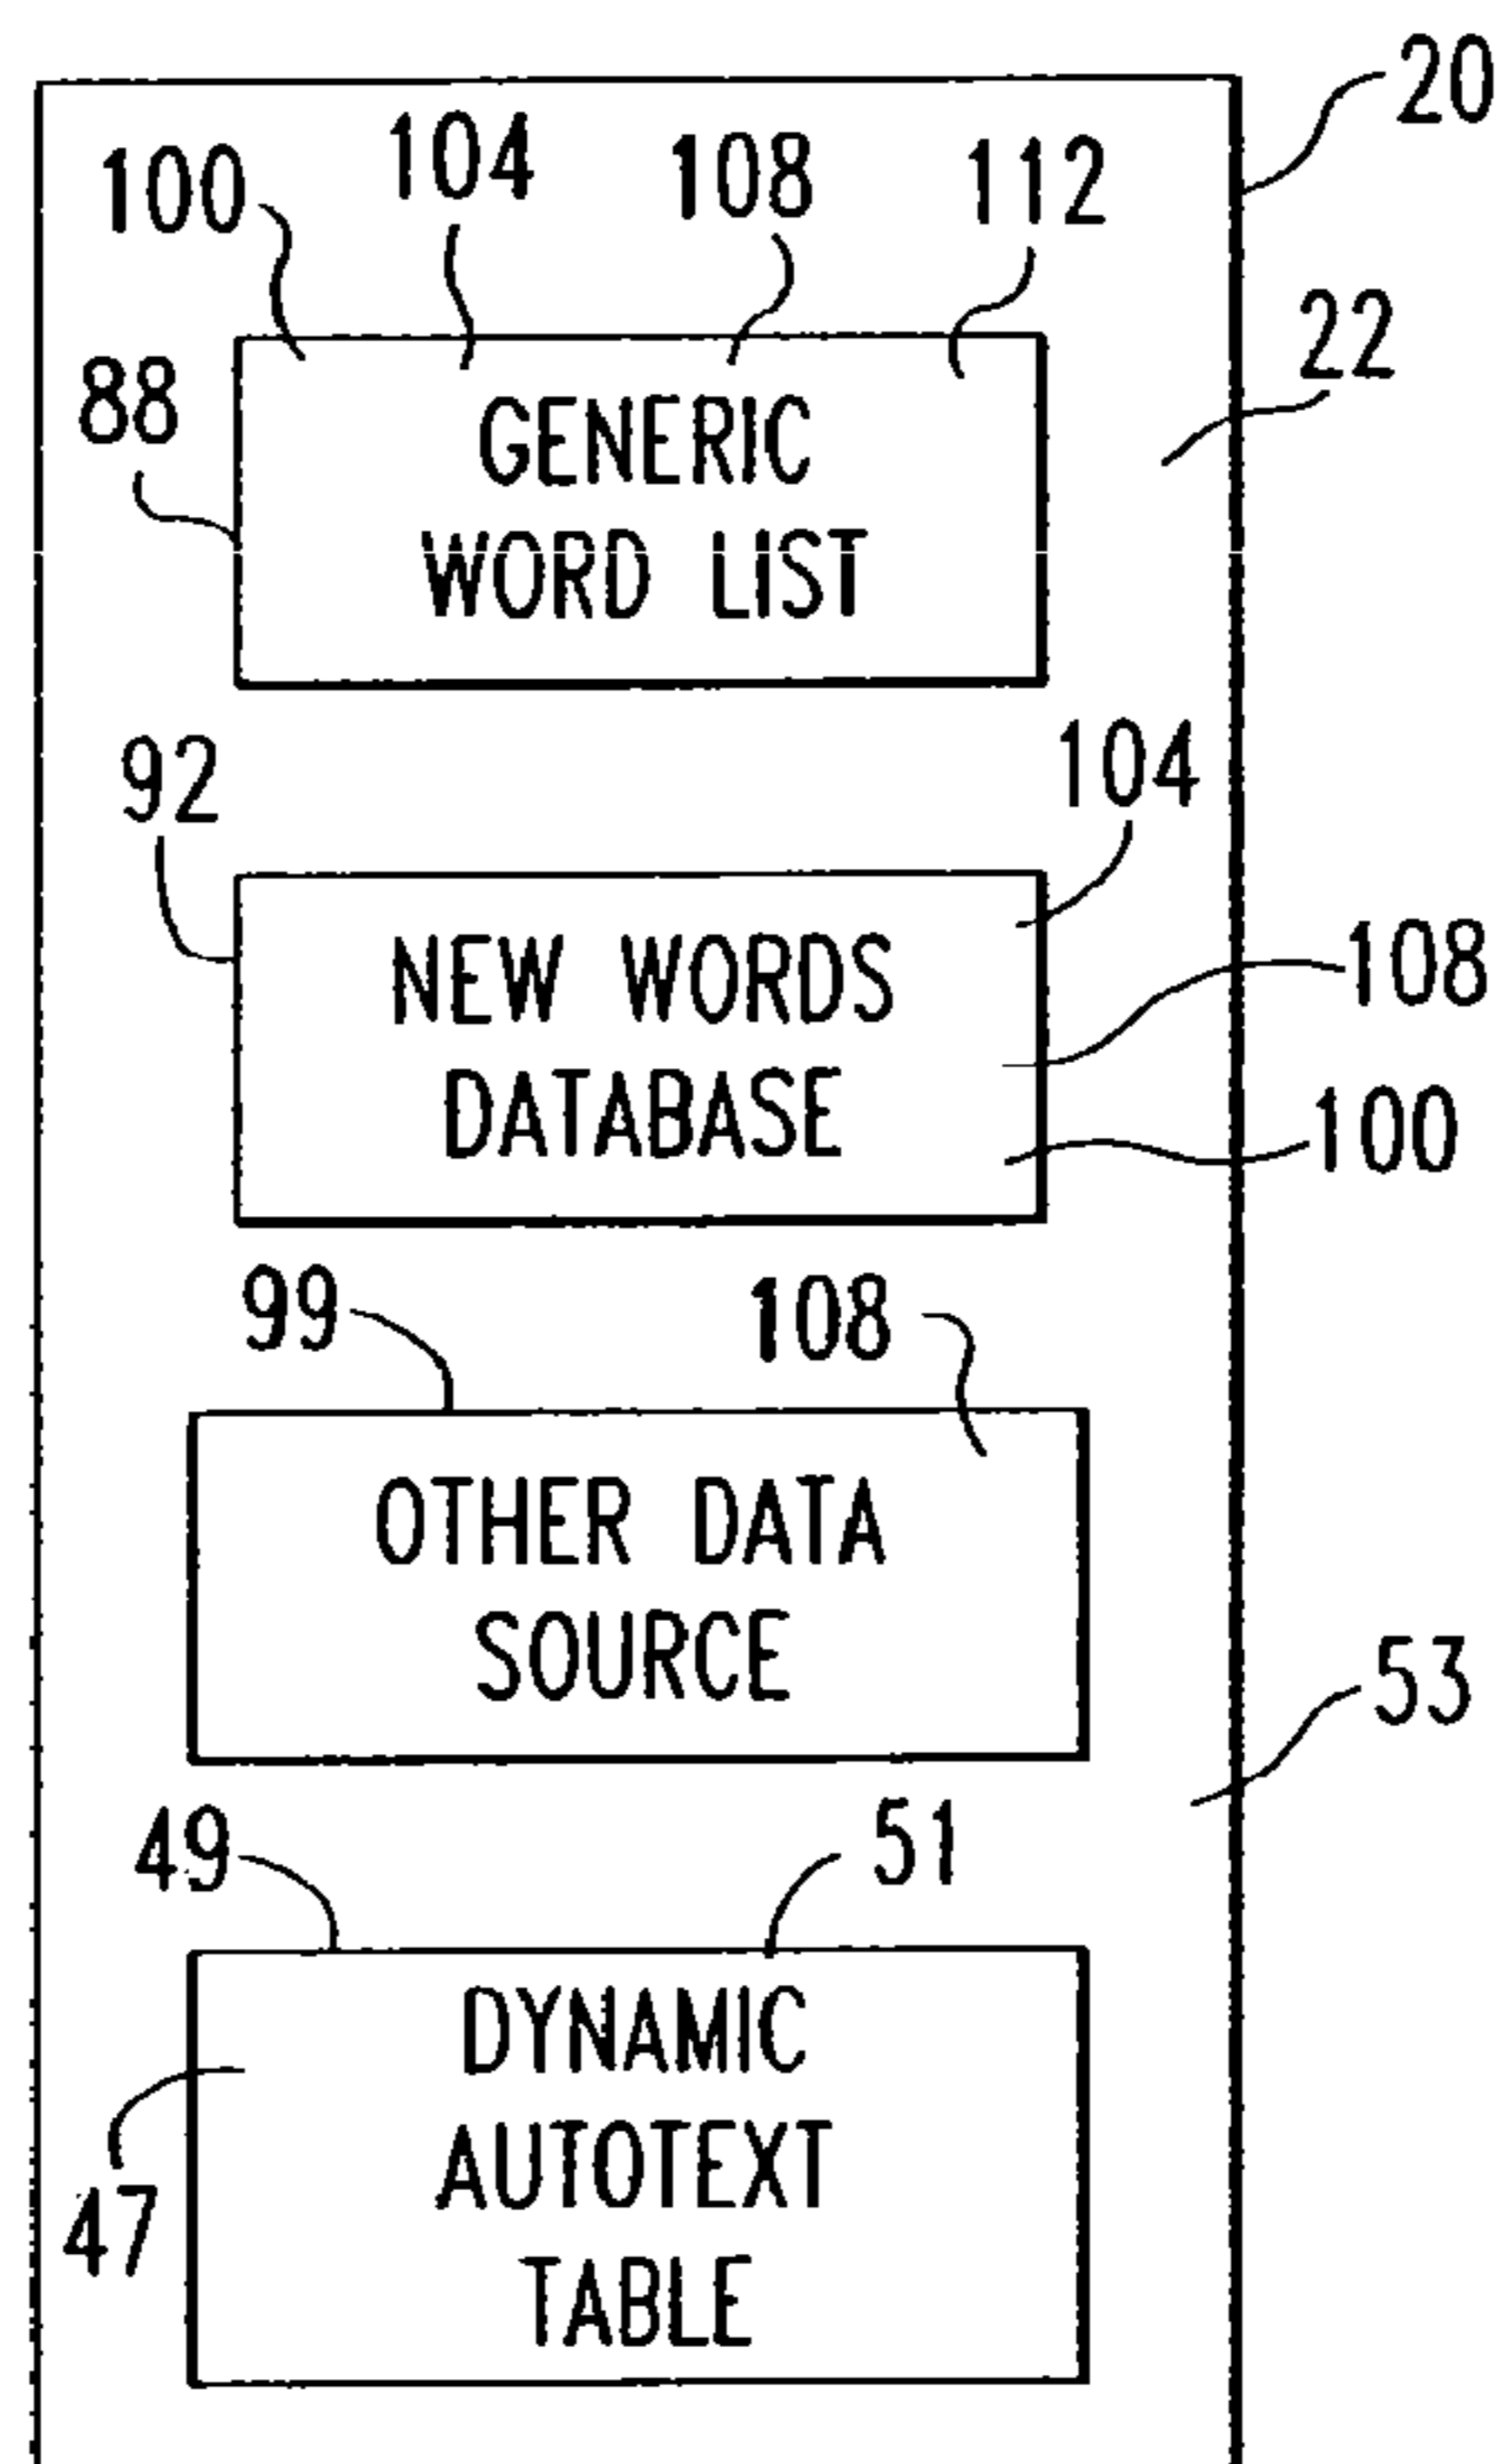 20
100 104 108 112
22
88
GENERIC
WORD LIST
92
104
NEW WORDS
DATABASE
108
100
99
108
OTHER DATA
SOURCE
53
49
51
DYNAMIC
AUTOTEXT
TABLE
47